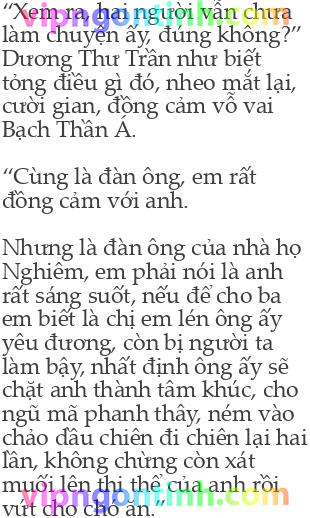 “Xem ra, hai người vẫn chưa
làm chuyện ấy, đúng không?”
Dương Thư Trần như biết
tỏng điều gì đó, nheo mắt lại,
cười gian, đồng cảm vỗ vai
Bạch Thần Á.
“Cùng là đàn ông, em rất
đồng cảm với anh.
Nhưng là đàn ông của nhà họ
Nghiêm, em phải nói là anh
rất sáng suốt, nếu để cho ba
em biết là chị em lén ông ấy
yêu đương, còn bị người ta
làm bậy, nhất định ông ấy sẽ
chặt anh thành tâm khúc, cho
ngũ mã phanh thây, ném vào
chảo dầu chiên đi chiên lại hai
lần, không chừng còn xát
muối lên thi thể của anh rồi
vứt cho chó ăn.”
vipngontinh.com
vipngontinh.com